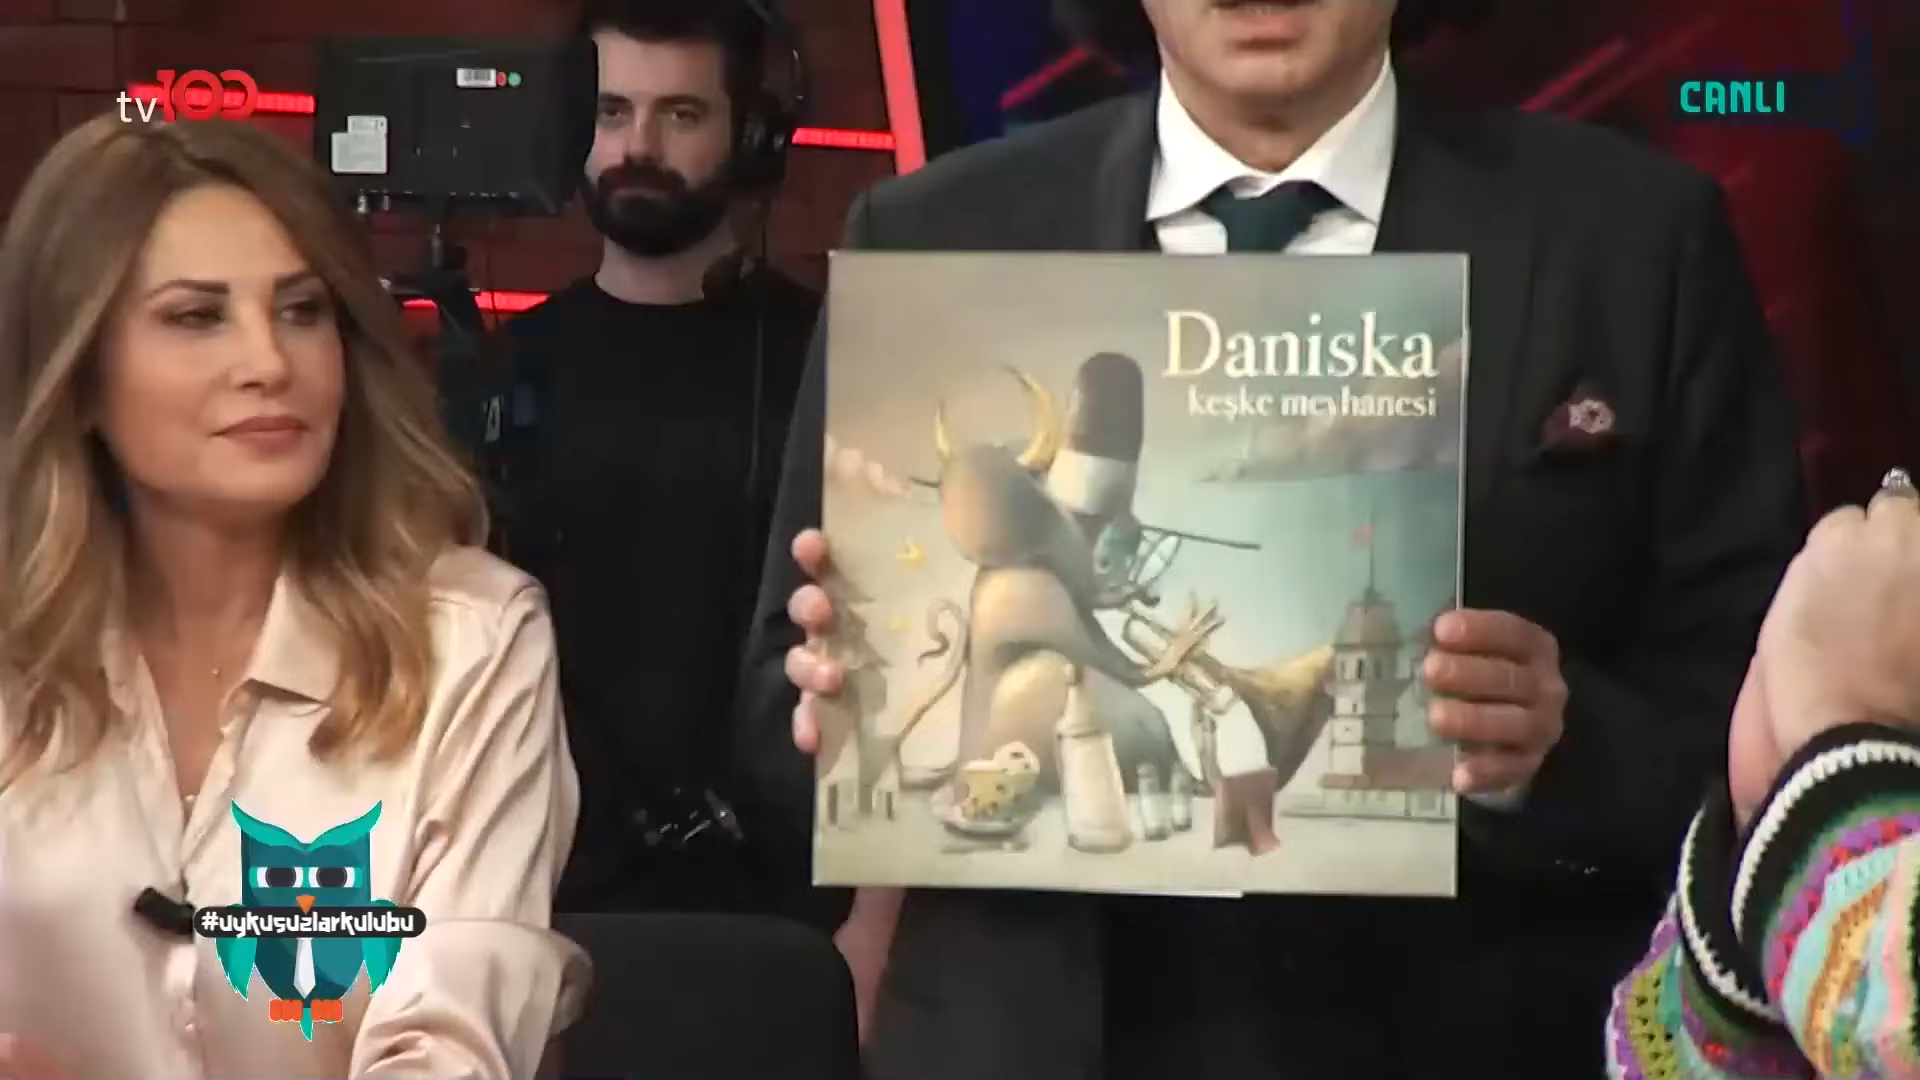 tv100
CANLI
Daniska
keşke meyhanesi
#uykusuzlarkulubu